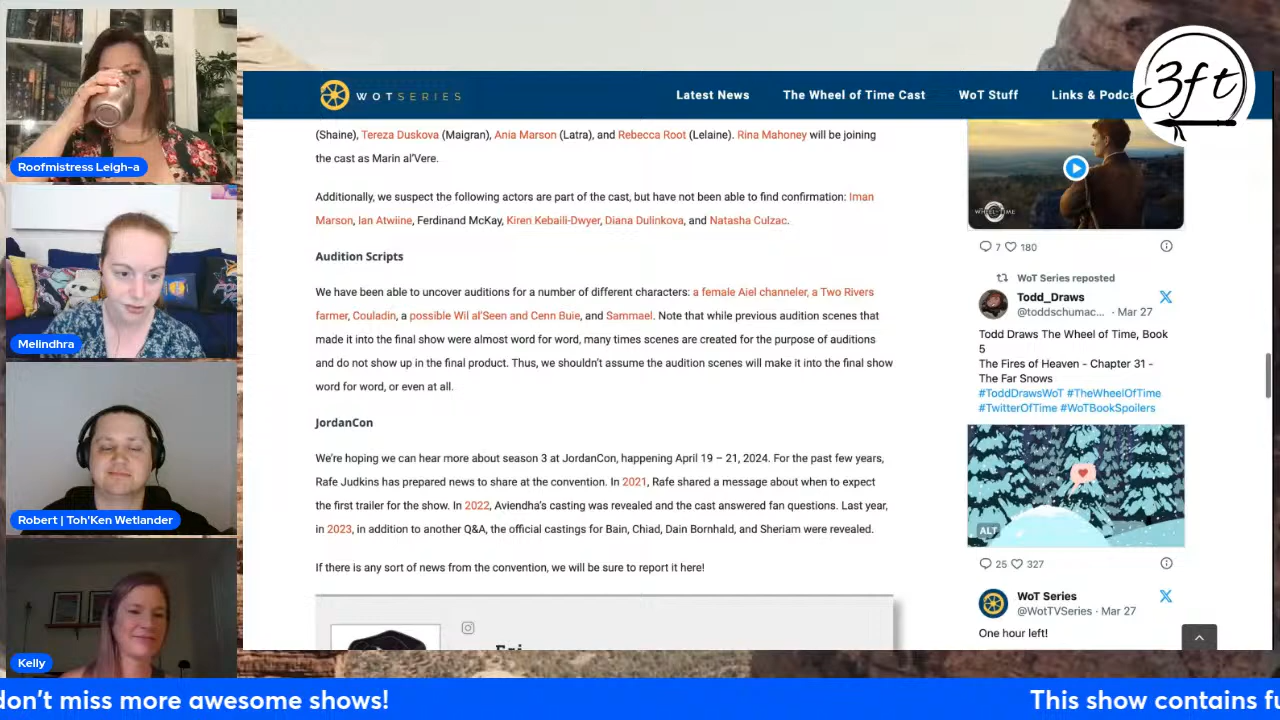 Roofmistress Leigh-a
Melindhra
Robert | Toh'Ken Wetlander
Kelly
3ft
WOTSERIES
Latest News
The Wheel of Time Cast
WoT Stuff
Links & Podca
(Shaine), Tereza Duskova (Maigran), Ania Marson (Latra), and Rebecca Root (Lelaine). Rina Mahoney will be joining
the cast as Marin al'Vere.
Additionally, we suspect the following actors are part of the cast, but have not been able to find confirmation: Iman
Marson, Ian Atwiine, Ferdinand McKay, Kiren Kebaili-Dwyer, Diana Dulinkova, and Natasha Culzac.
Audition Scripts
We have been able to uncover auditions for a number of different characters: a female Aiel channeler, a Two Rivers
farmer, Couladin, a possible Wil al'Seen and Cenn Buie, and Sammael. Note that while previous audition scenes that
made it into the final show were almost word for word, many times scenes are created for the purpose of auditions
and do not show up in the final product. Thus, we shouldn't assume the audition scenes will make it into the final show
word for word, or even at all.
JordanCon
We're hoping we can hear more about season 3 at JordanCon, happening April 19 – 21, 2024. For the past few years,
Rafe Judkins has prepared news to share at the convention. In 2021, Rafe shared a message about when to expect
the first trailer for the show. In 2022, Aviendha's casting was revealed and the cast answered fan questions. Last year,
in 2023, in addition to another Q&A, the official castings for Bain, Chiad, Dain Bornhald, and Sheriam were revealed.
If there is any sort of news from the convention, we will be sure to report it here!
7 180
WoT Series reposted
Todd_Draws
@toddschumac... · Mar 27
Todd Draws The Wheel of Time, Book
5
The Fires of Heaven - Chapter 31 -
The Far Snows
#ToddDrawsWoT #TheWheelOfTime
#TwitterOfTime #WoTBookSpoilers
ALT
25 327
WoT Series
@WotTVSeries · Mar 27
One hour left!
don't miss more awesome shows!
This show contains fu